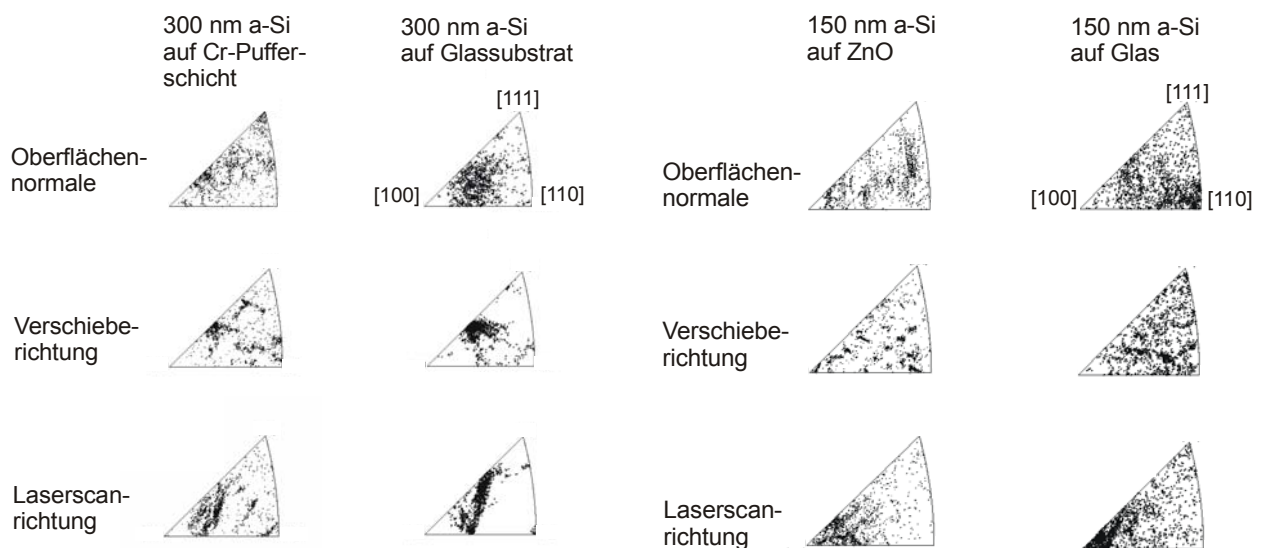 300 nm a-Si
auf Cr-Puffer-
schicht
300 nm a-Si
auf Glassubstrat
150 nm a-Si
auf ZnO
150 nm a-Si
auf Glas
Oberflächen-
normale
[111]
[100]
[110]
Oberflächen-
normale
[111]
[100]
[110]
Verschiebe-
richtung
Verschiebe-
richtung
Laserscan-
richtung
Laserscan-
richtung